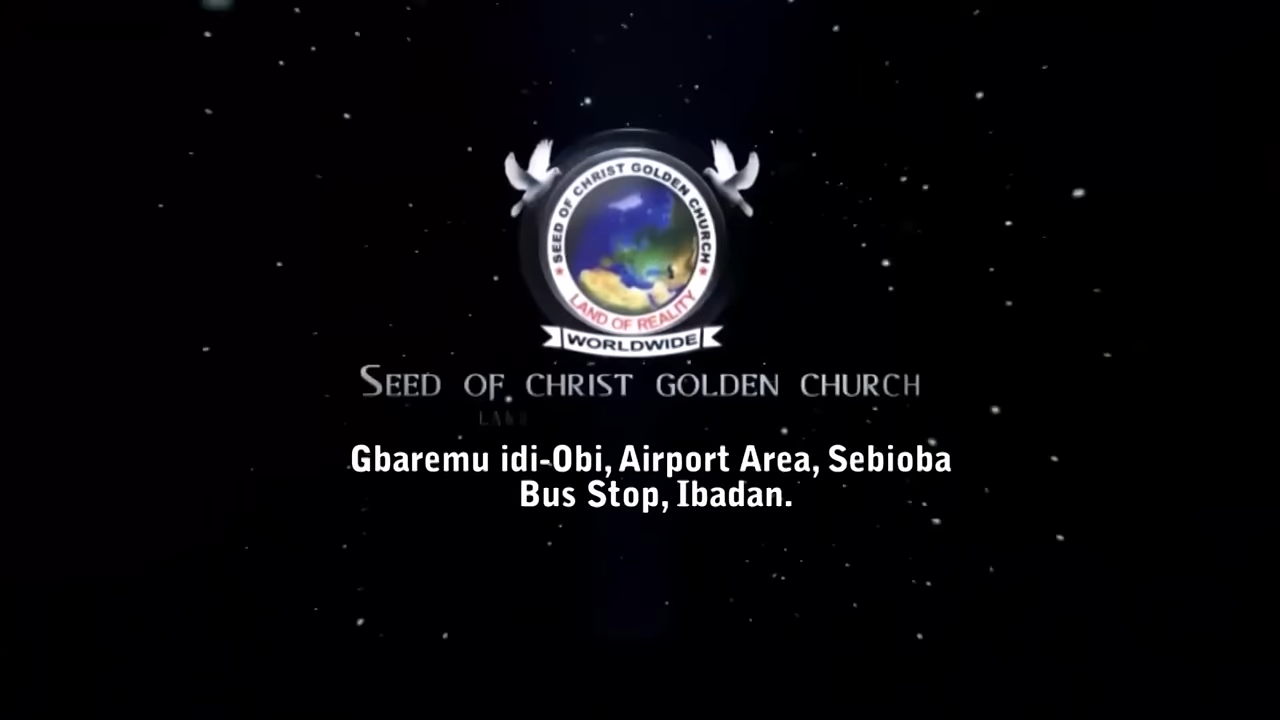 SEED OF CHRIST GOLDEN CHURCH
LAND OF REALITY
WORLDWIDE
SEED OF CHRIST GOLDEN CHURCH
Gbaremu idi-Obi, Airport Area, Sebioba
Bus Stop, Ibadan.